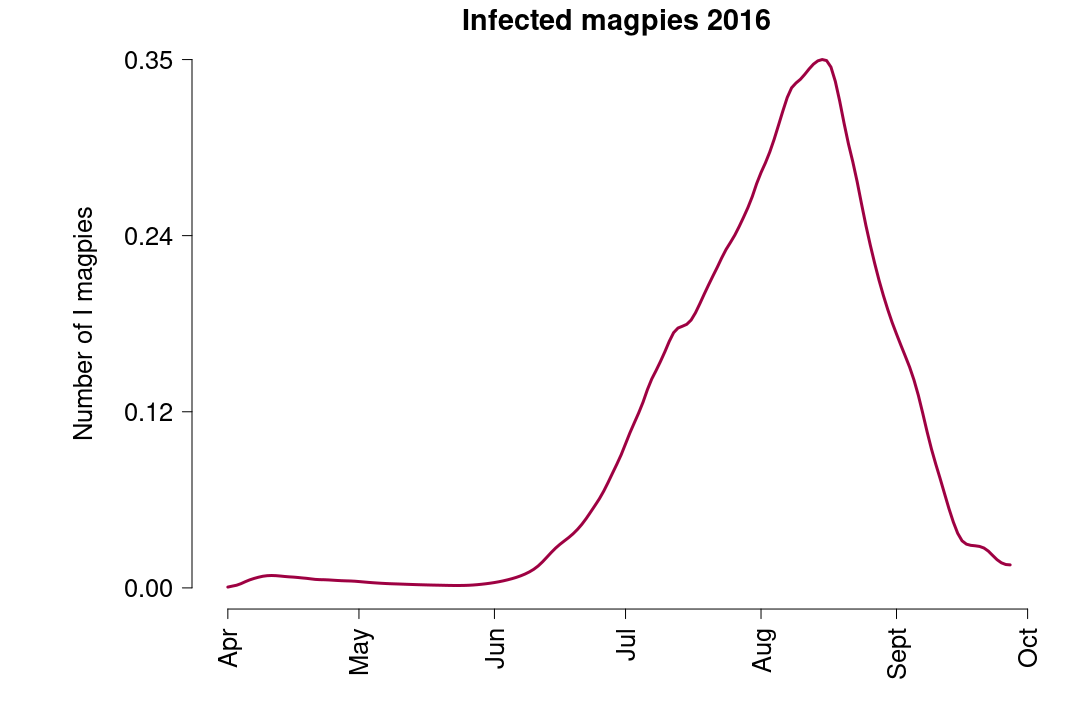 Infected magpies 2016
Number of I magpies
0.35
0.24
0.12
0.00
Apr
May
Jun
Jul
Aug
Sept
Oct